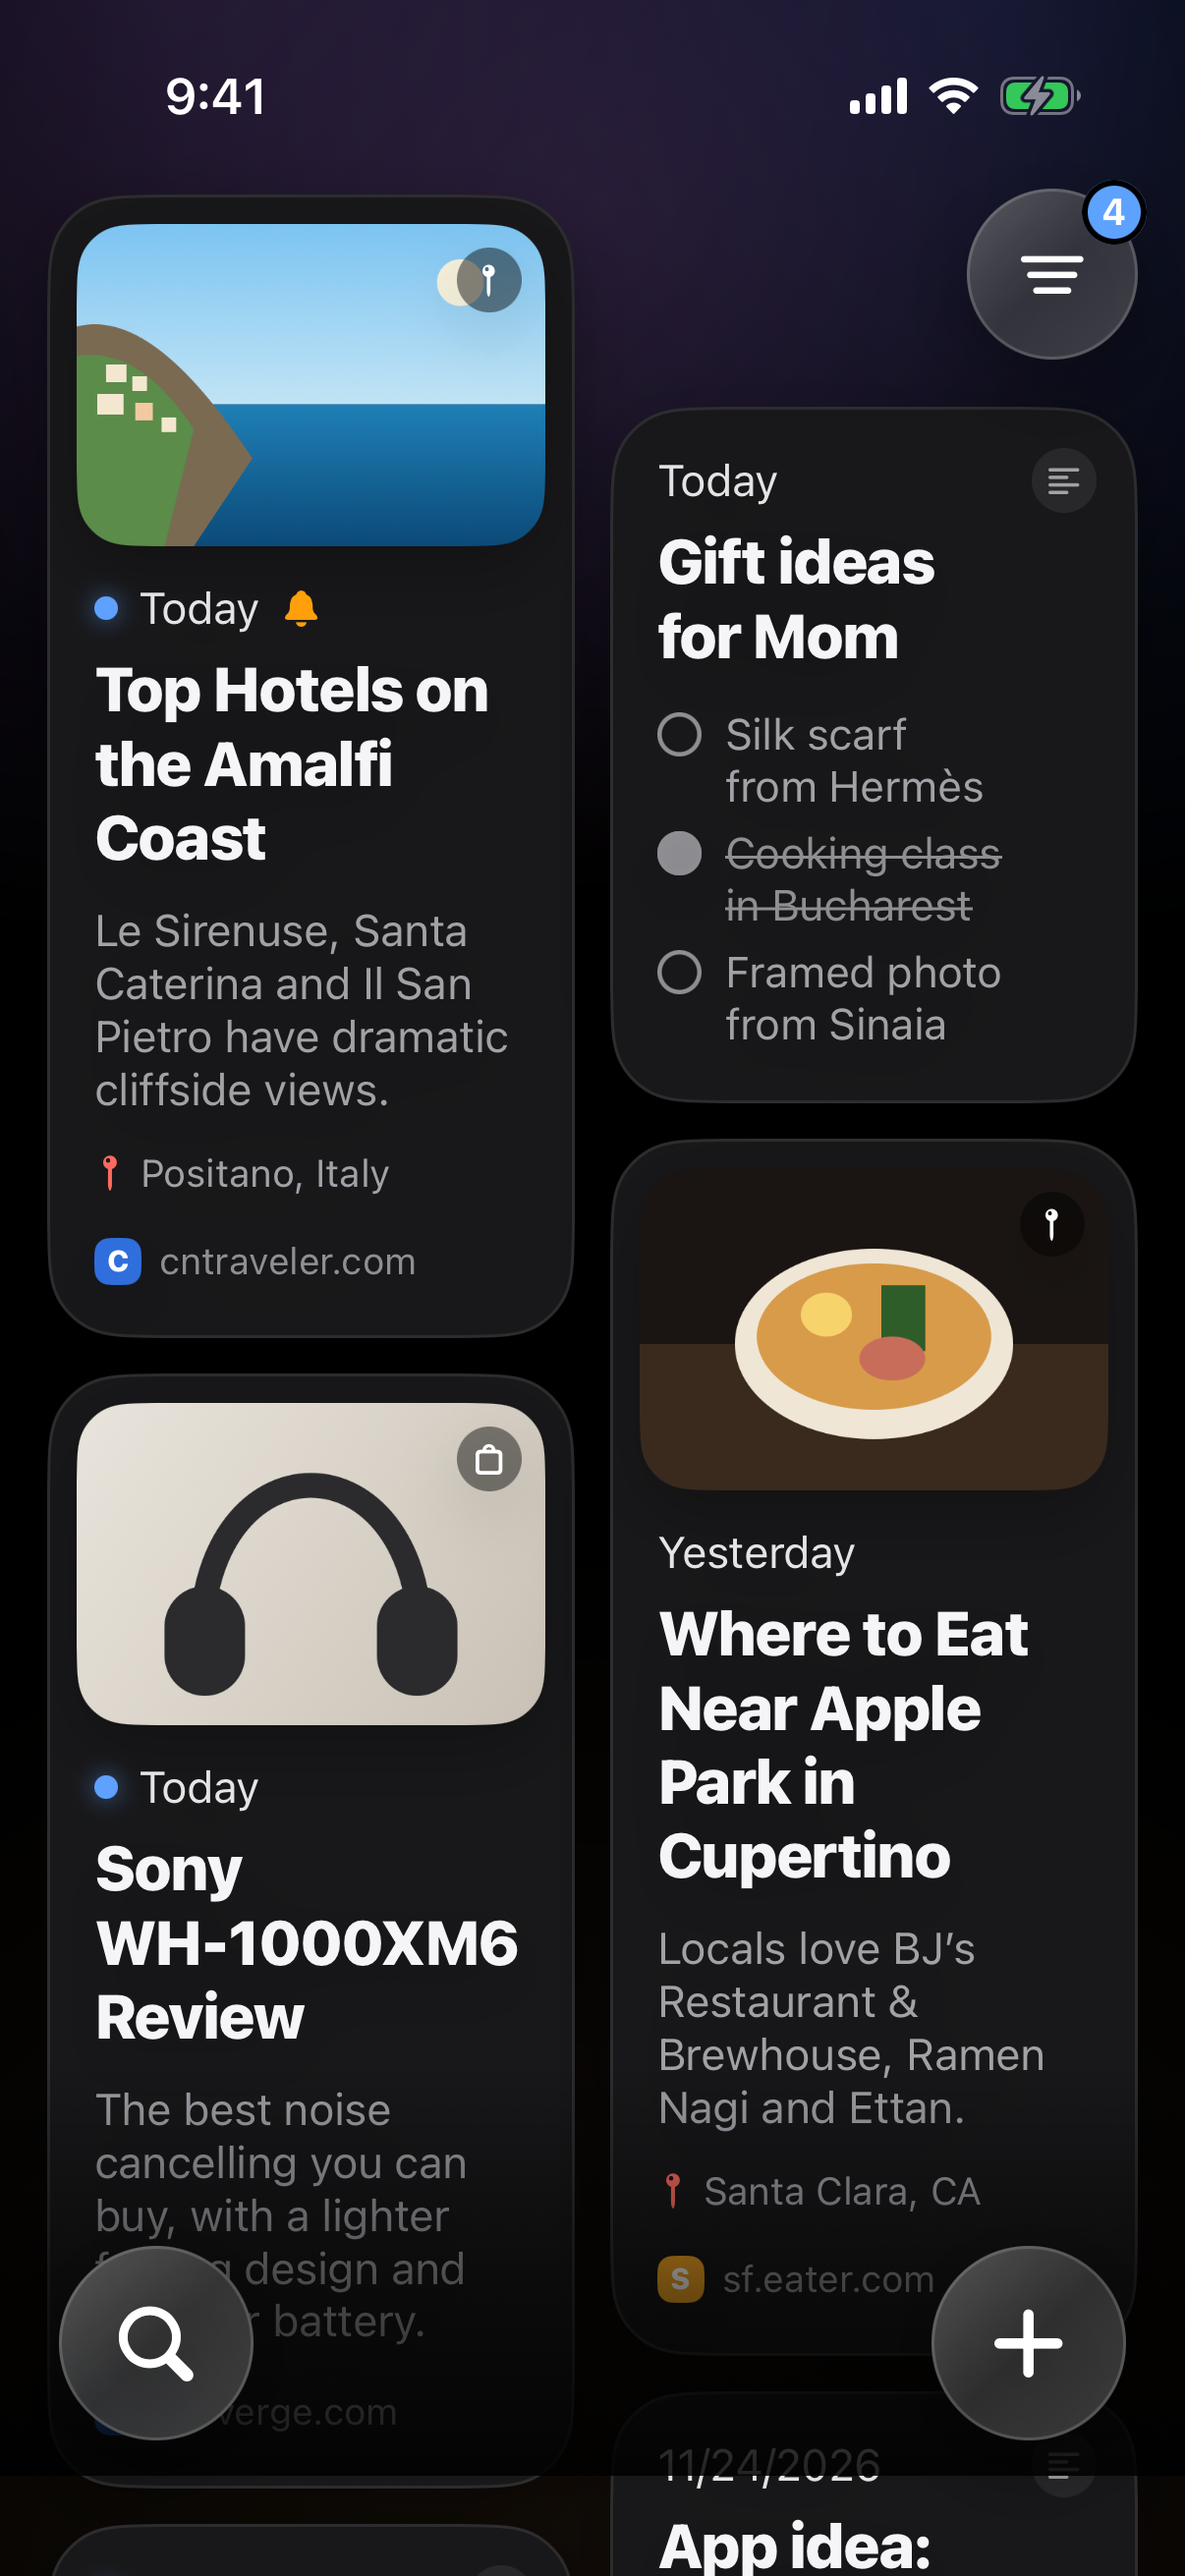 9:41
4
Today
Top Hotels on
the Amalfi
Coast
Le Sirenuse, Santa
Caterina and Il San
Pietro have dramatic
cliffside views.
Positano, Italy
C cntraveler.com
Today
Sony
WH-1000XM6
Review
The best noise
cancelling you can
buy, with a lighter
design and
battery.
verge.com
Today
Gift ideas
for Mom
Silk scarf
from Hermès
Cooking class
in Bucharest
Framed photo
from Sinaia
Yesterday
Where to Eat
Near Apple
Park in
Cupertino
Locals love BJ’s
Restaurant &
Brewhouse, Ramen
Nagi and Ettan.
Santa Clara, CA
S sf.eater.com
11/24/2026
App idea: